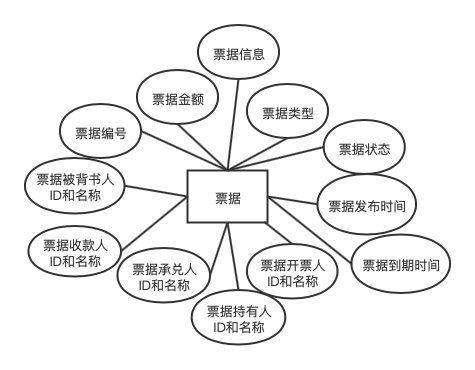 票据信息
票据金额
票据类型
票据编号
票据状态
票据被背书人
ID和名称
票据
票据发布时间
票据收款人
ID和名称
票据承兑人
ID和名称
票据开票人
ID和名称
票据到期时间
票据持有人
ID和名称